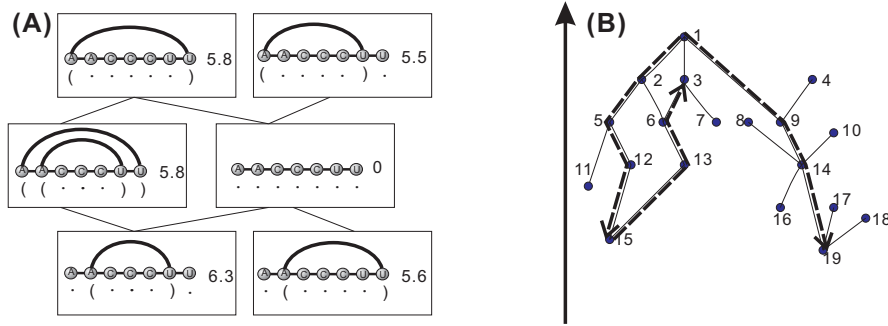 (A)
A A C C C U U 5.8
( · · · · · )
A A C C C U U 5.5
( · · · · ) ·
A A C C C U U 5.8
( ( · · · ) )
A A C C C U U 0
· · · · · · ·
A A C C C U U 6.3
· ( · · · ) ·
A A C C C U U 5.6
· ( · · · · )
(B)
1
2 3 4
5 6 7 8 9 10
11 12 13 14
16 17 18
15 19